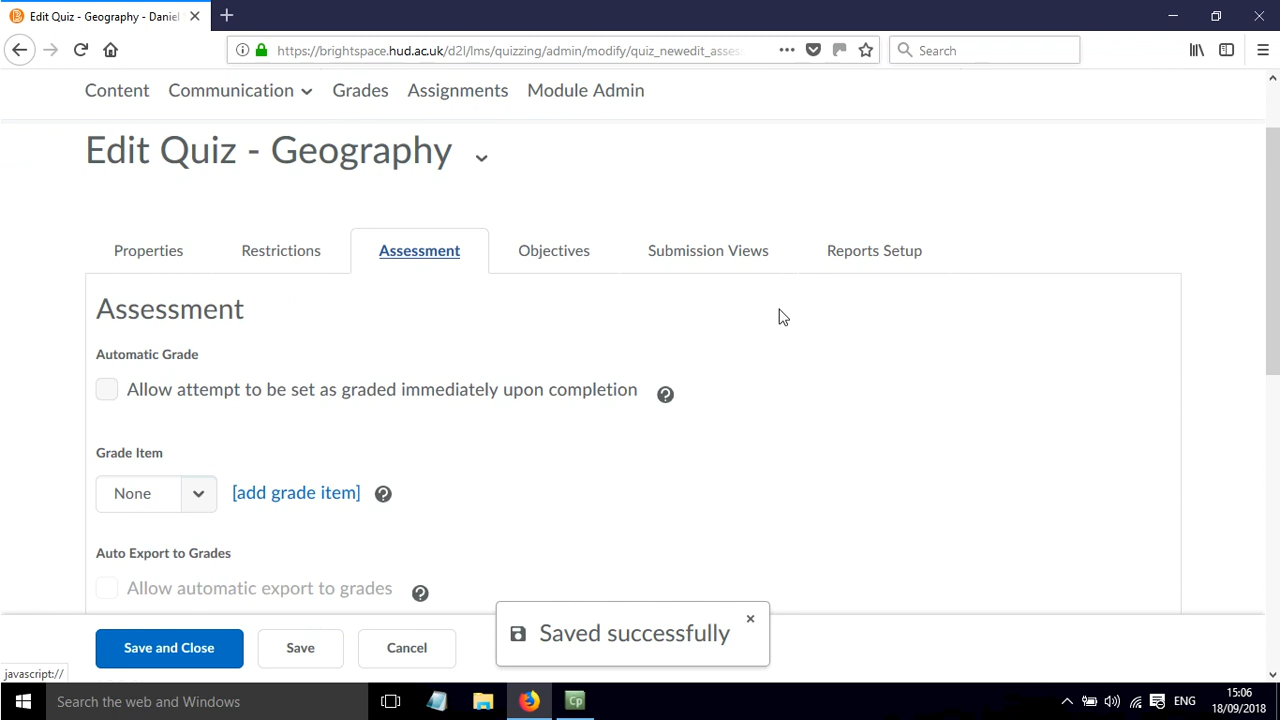 Edit Quiz - Geography - Daniel
https://brightspace.hud.ac.uk/d2l/lms/quizzing/admin/modify/quiz_newedit_asses
Search
Content Communication Grades Assignments Module Admin
Edit Quiz - Geography
Properties Restrictions Assessment Objectives Submission Views Reports Setup
Assessment
Automatic Grade
Allow attempt to be set as graded immediately upon completion
Grade Item
None [add grade item]
Auto Export to Grades
Allow automatic export to grades
Save and Close Save Cancel
Saved successfully
javascript://
Search the web and Windows
Cp
ENG
15:06
18/09/2018